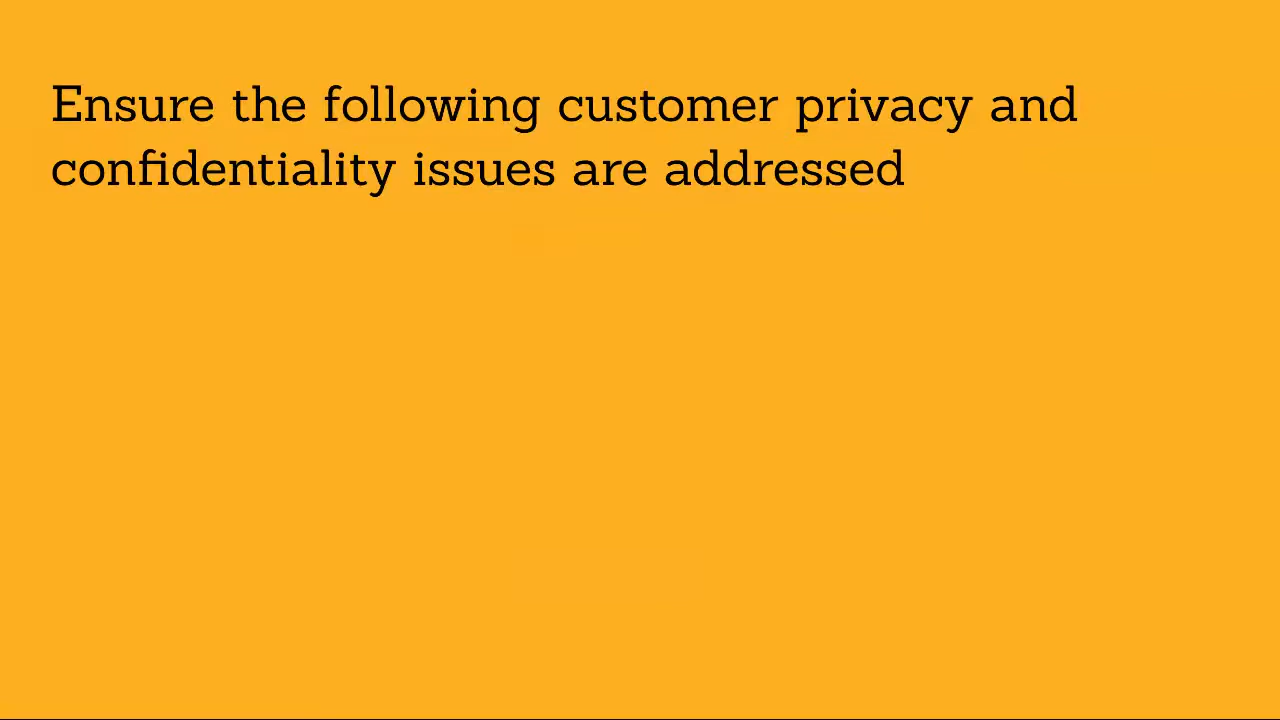 Ensure the following customer privacy and
confidentiality issues are addressed